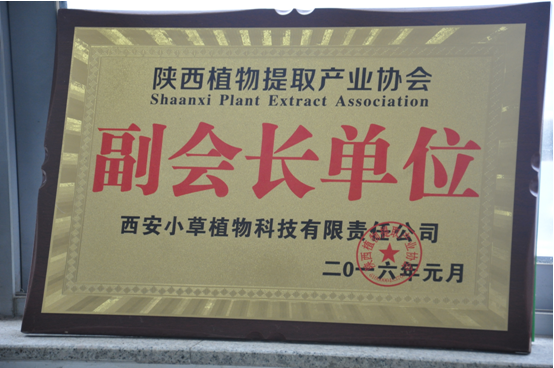 陕西植物提取产业协会
Shaanxi Plant Extract Association
副会长单位
西安小草植物科技有限责任公司
二0一六年元月